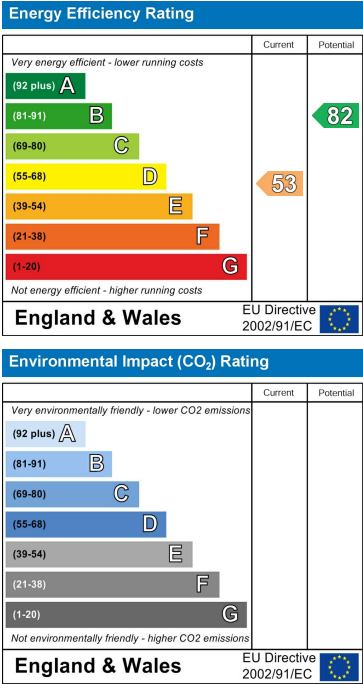 Energy Efficiency Rating
Current Potential
Very energy efficient - lower running costs
(92 plus) A
(81-91) B
82
(69-80) C
(55-68) D
53
(39-54) E
(21-38) F
(1-20) G
Not energy efficient - higher running costs
England & Wales
EU Directive
2002/91/EC
Environmental Impact (CO₂) Rating
Current Potential
Very environmentally friendly - lower CO2 emissions
(92 plus) A
(81-91) B
(69-80) C
(55-68) D
(39-54) E
(21-38) F
(1-20) G
Not environmentally friendly - higher CO2 emissions
England & Wales
EU Directive
2002/91/EC